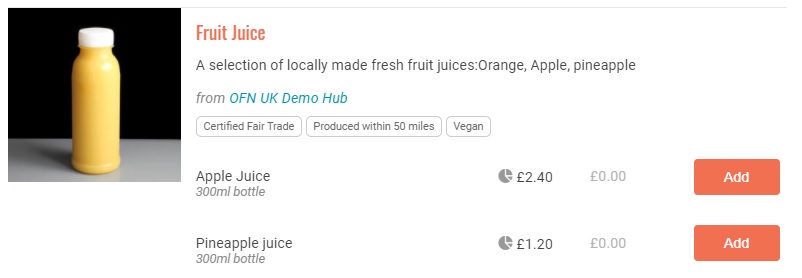 Fruit Juice
A selection of locally made fresh fruit juices:Orange, Apple, pineapple
from OFN UK Demo Hub
Certified Fair Trade Produced within 50 miles Vegan
Apple Juice £2.40 £0.00 Add
300ml bottle
Pineapple juice £1.20 £0.00 Add
300ml bottle